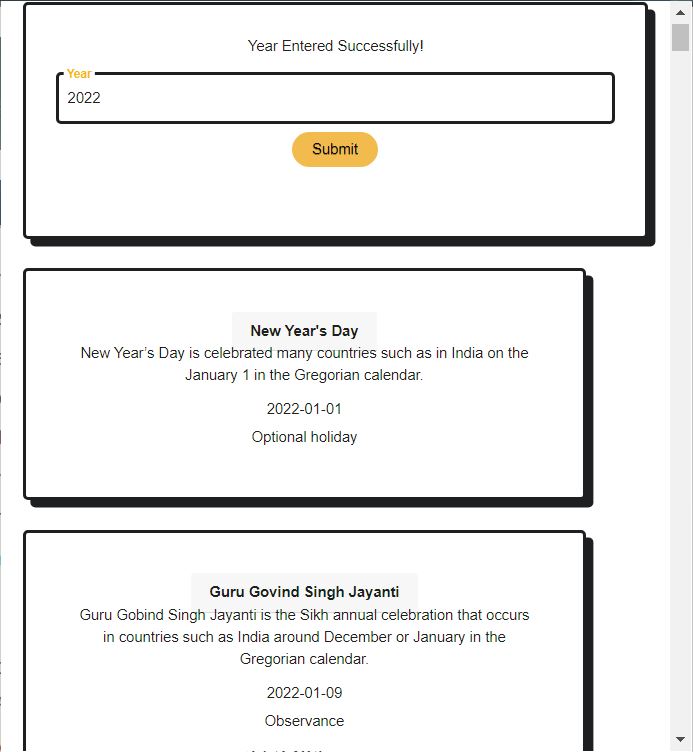 Year Entered Successfully!
Year
2022
Submit
New Year's Day
New Year's Day is celebrated many countries such as in India on the
January 1 in the Gregorian calendar.
2022-01-01
Optional holiday
Guru Govind Singh Jayanti
Guru Gobind Singh Jayanti is the Sikh annual celebration that occurs
in countries such as India around December or January in the
Gregorian calendar.
2022-01-09
Observance